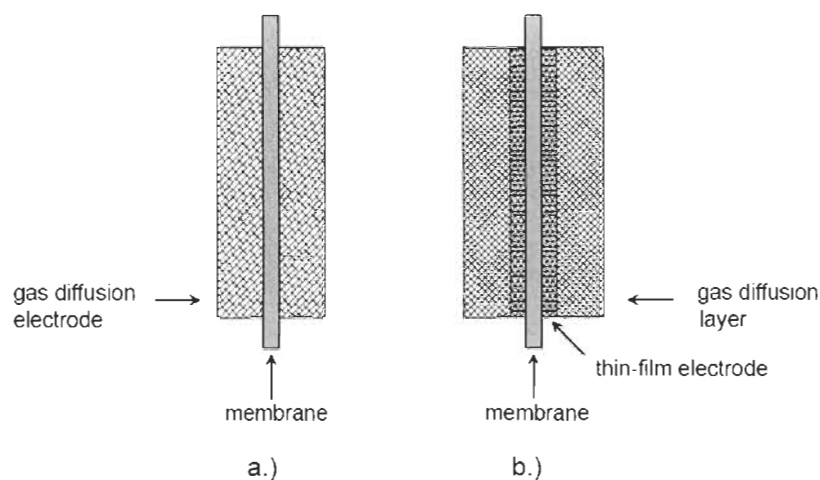 gas diffusion
electrode
membrane
a.)
gas diffusion
layer
thin-film electrode
membrane
b.)